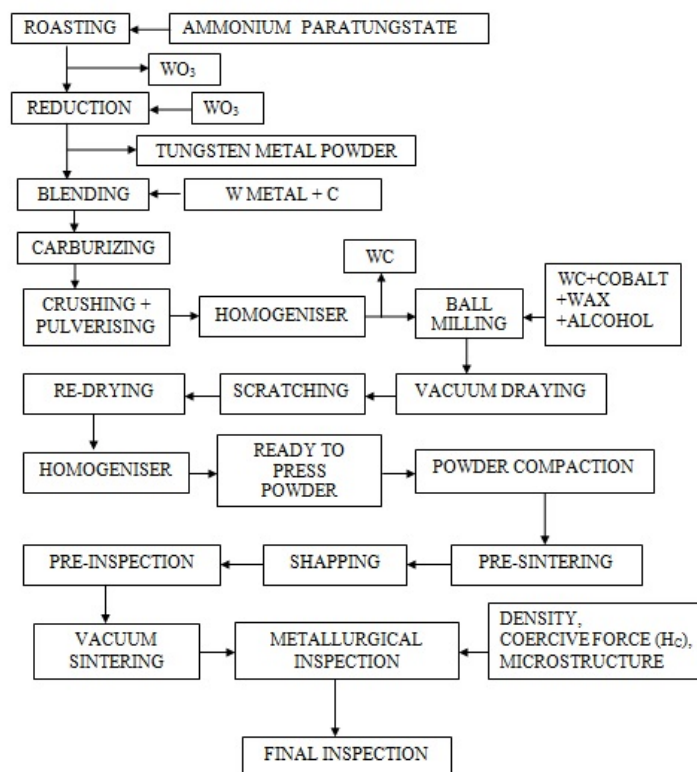 ROASTING
AMMONIUM PARATUNGSTATE
WO₃
REDUCTION
WO₃
TUNGSTEN METAL POWDER
BLENDING
W METAL + C
CARBURIZING
WC
CRUSHING +
PULVERISING
HOMOGENISER
BALL
MILLING
WC+COBALT
+WAX
+ALCOHOL
RE-DRYING
SCRATCHING
VACUUM DRAYING
HOMOGENISER
READY TO
PRESS
POWDER
POWDER COMPACTION
PRE-INSPECTION
SHAPPING
PRE-SINTERING
VACUUM
SINTERING
METALLURGICAL
INSPECTION
DENSITY,
COERCIVE FORCE (HC),
MICROSTRUCTURE
FINAL INSPECTION